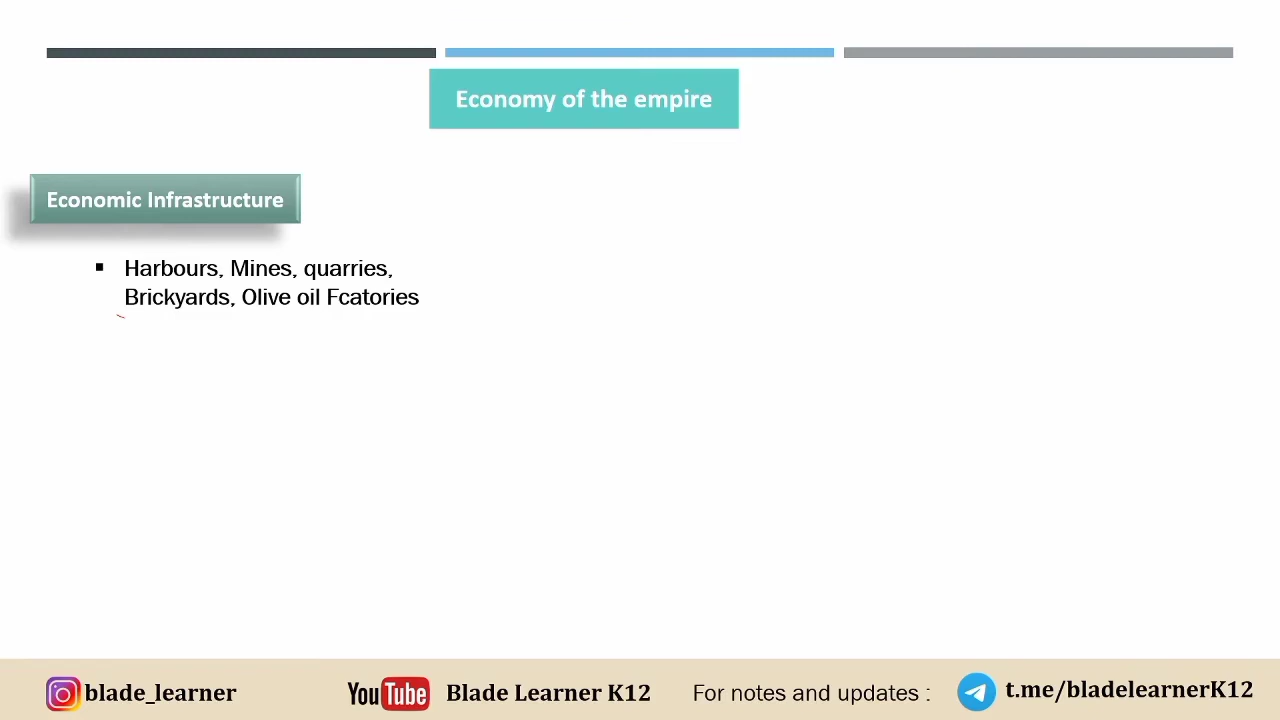 Economy of the empire
Economic Infrastructure
▪ Harbours, Mines, quarries,
Brickyards, Olive oil Fcatories
blade_learner
YouTube Blade Learner K12
For notes and updates :
t.me/bladelearnerK12